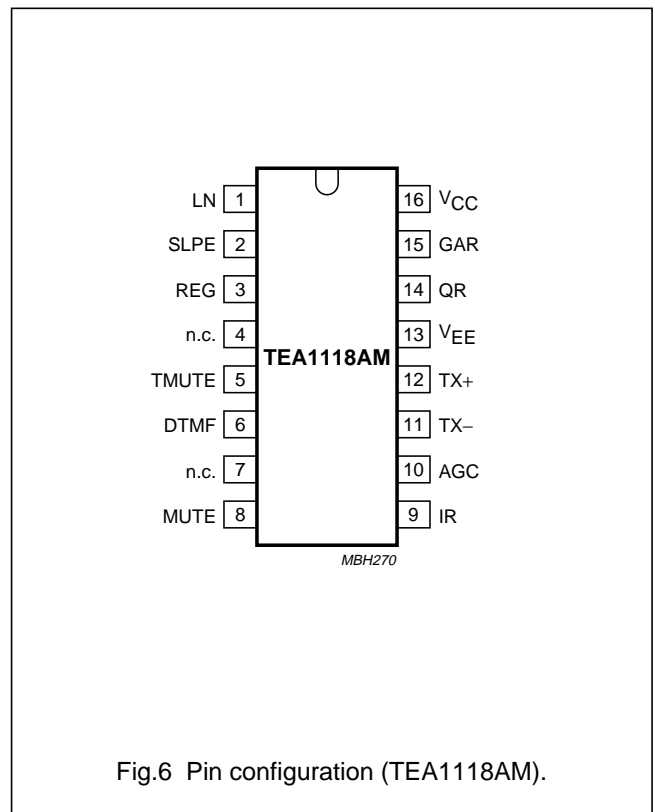 LN 1 16 VCC
SLPE 2 15 GAR
REG 3 14 QR
n.c. 4 13 VEE
TEA1118AM
TMUTE 5 12 TX+
DTMF 6 11 TX−
n.c. 7 10 AGC
MUTE 8 9 IR
MBH270
Fig.6 Pin configuration (TEA1118AM).